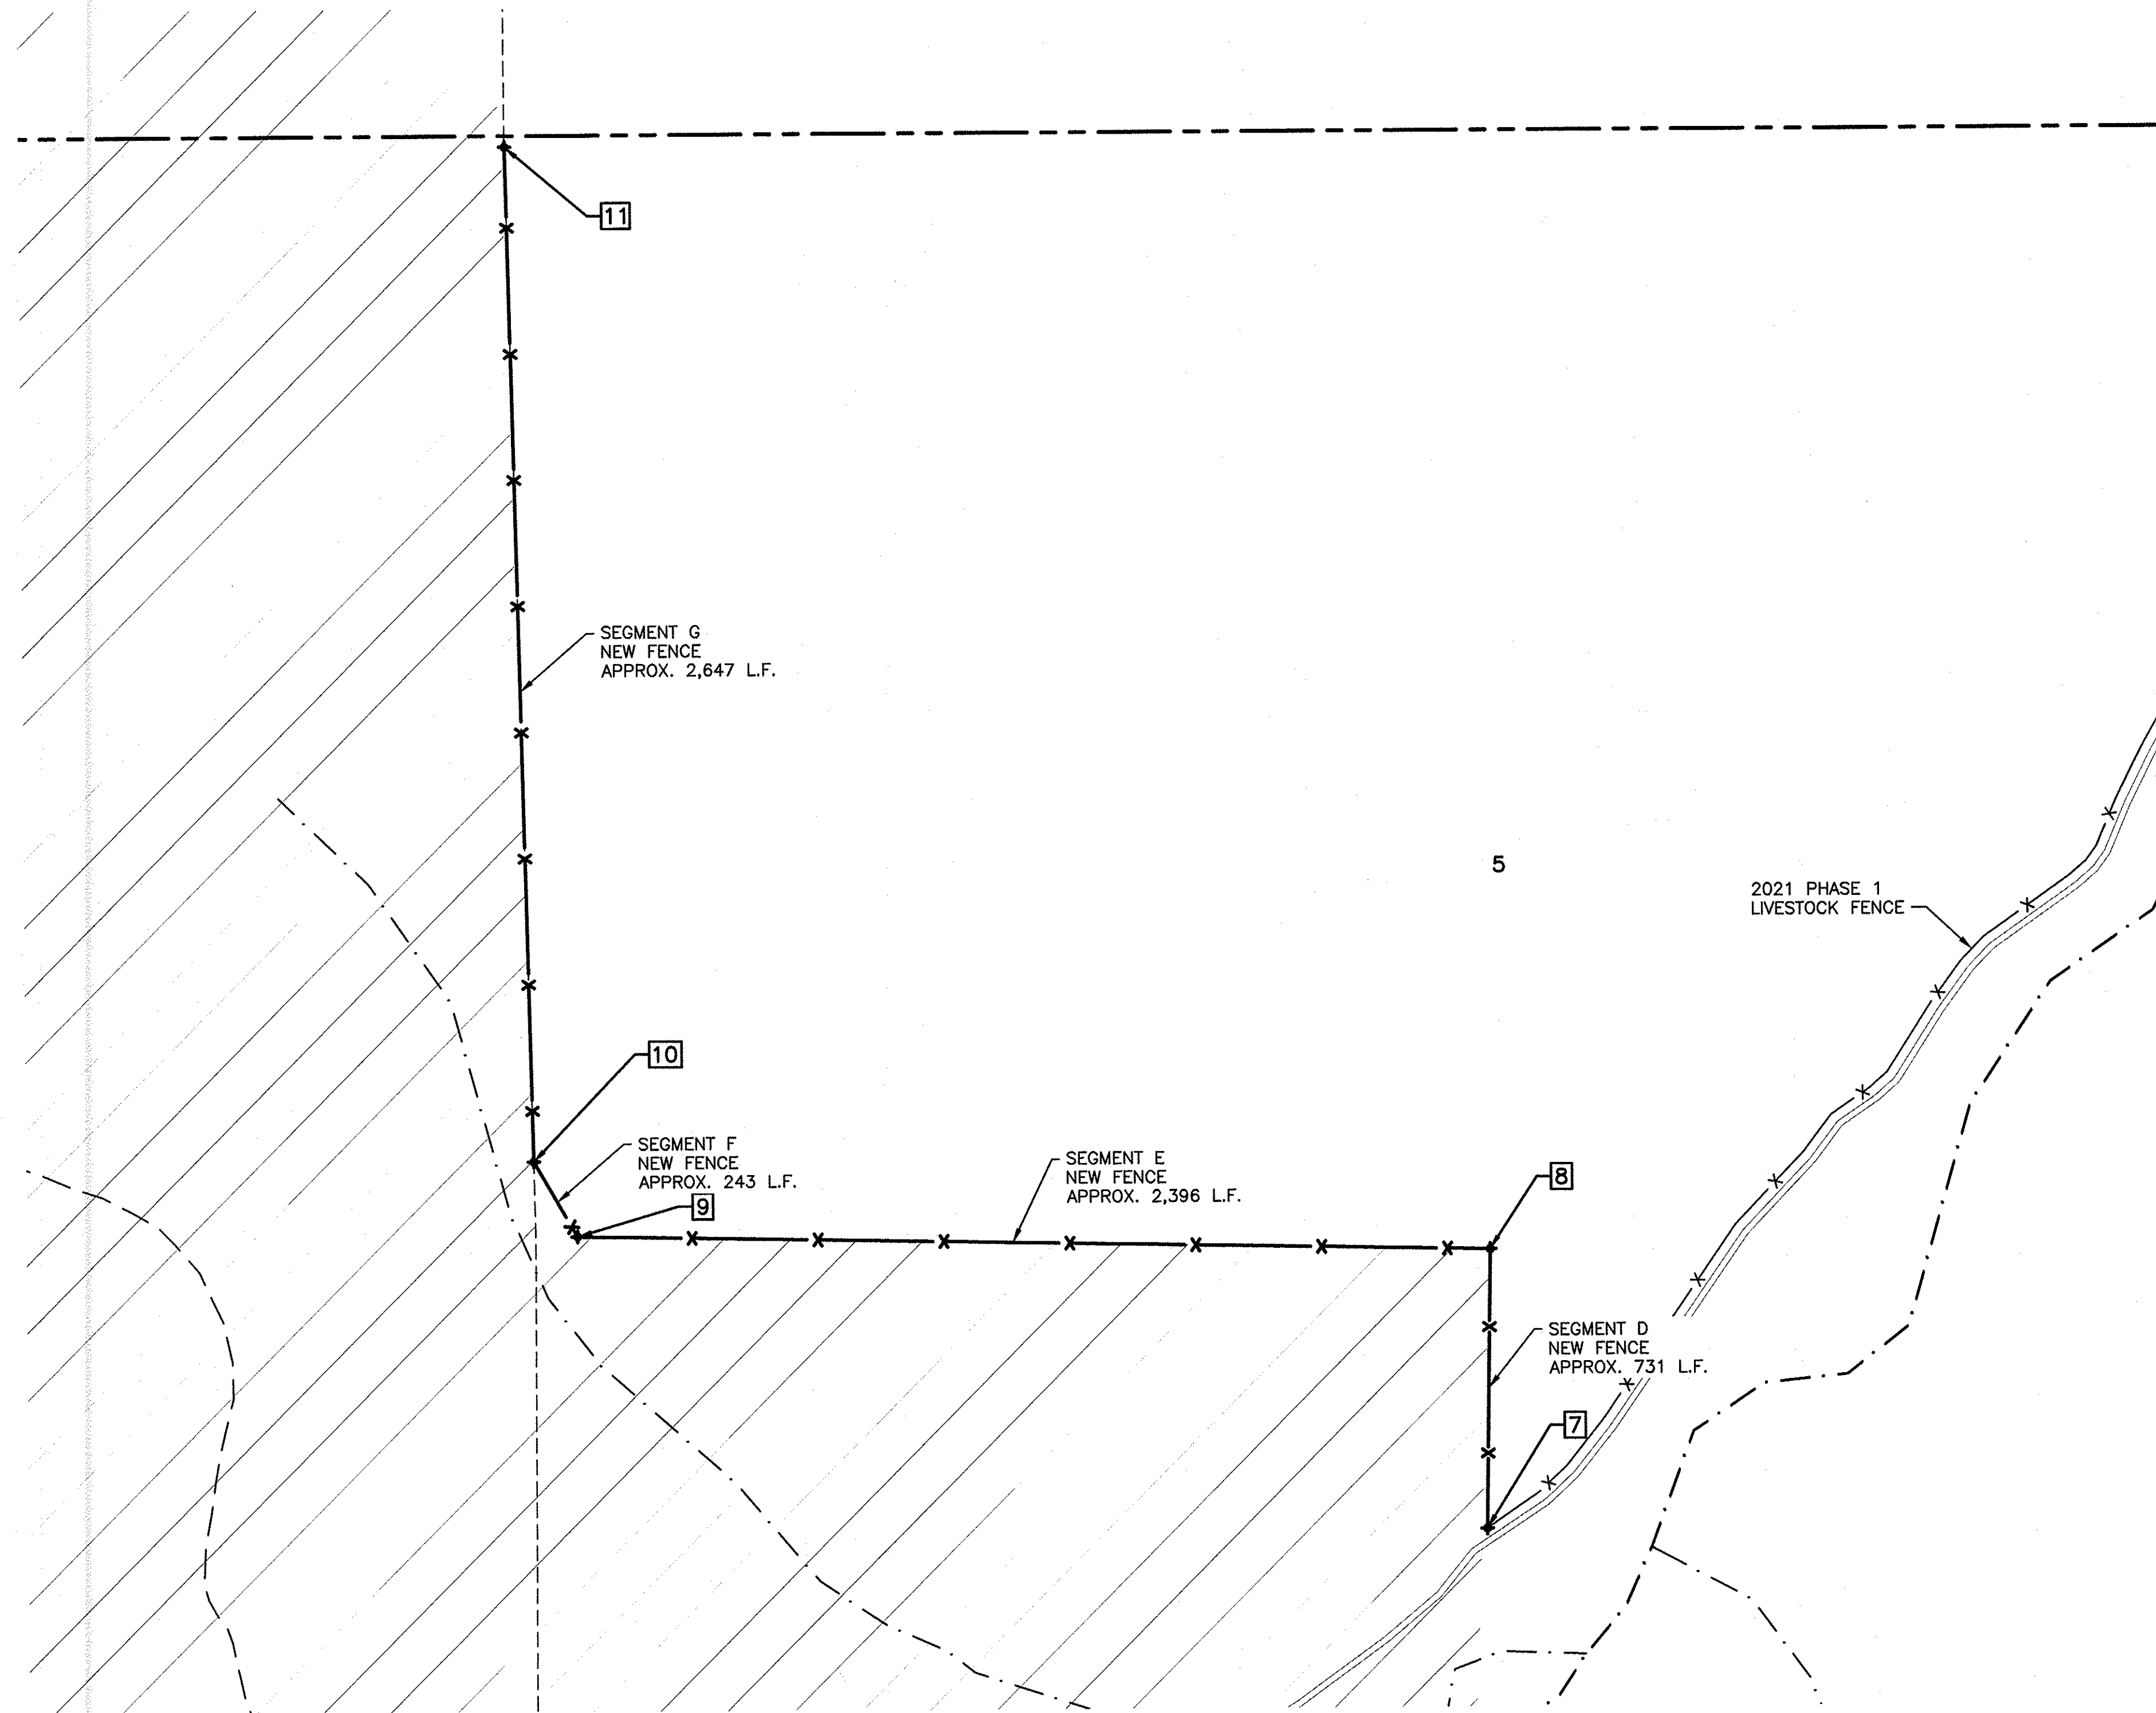 11
SEGMENT G
NEW FENCE
APPROX. 2,647 L.F.
5
2021 PHASE 1
LIVESTOCK FENCE
10
SEGMENT F
NEW FENCE
APPROX. 243 L.F.
9
SEGMENT E
NEW FENCE
APPROX. 2,396 L.F.
8
SEGMENT D
NEW FENCE
APPROX. 731 L.F.
7